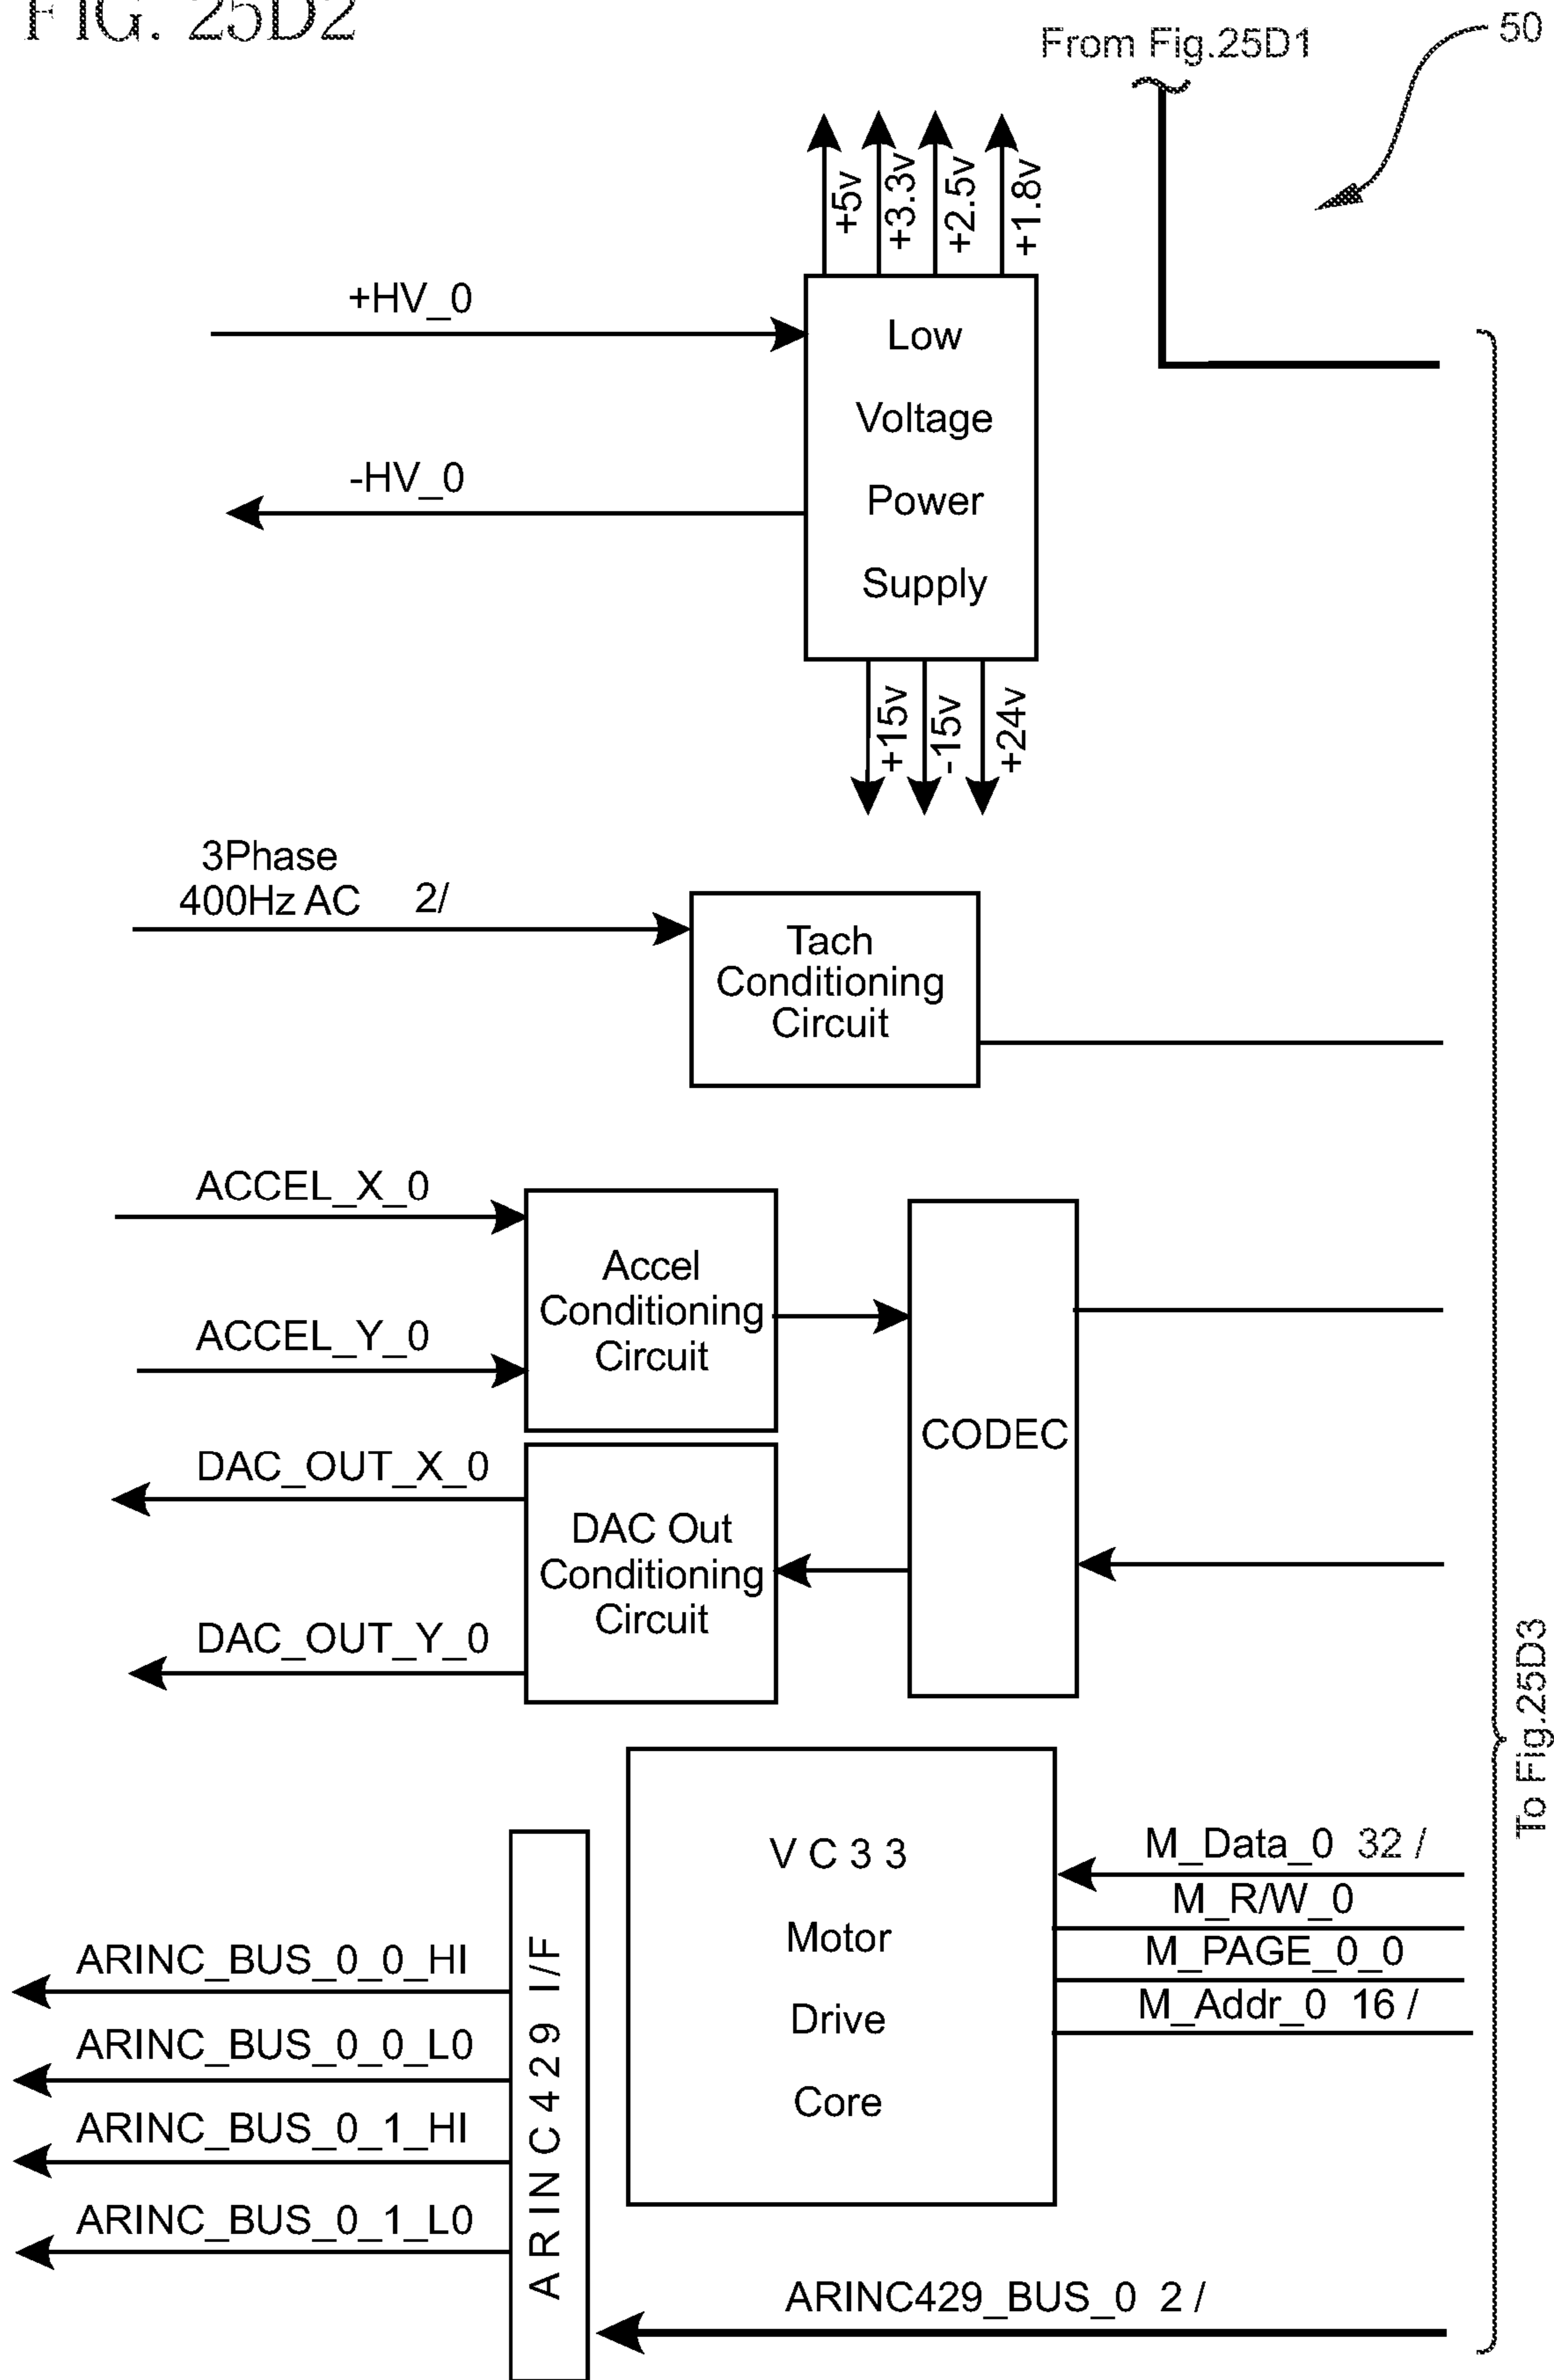 FIG. 25D2
From Fig.25D1
50
+5v
+3.3v
+2.5v
+1.8v
+HV_0
-HV_0
Low
Voltage
Power
Supply
+15v
-15v
+24v
3Phase
400Hz AC 2/
Tach
Conditioning
Circuit
ACCEL_X_0
ACCEL_Y_0
Accel
Conditioning
Circuit
CODEC
DAC_OUT_X_0
DAC_OUT_Y_0
DAC Out
Conditioning
Circuit
To Fig.25D3
VC33
Motor
Drive
Core
M_Data_0 32 /
M_R/W_0
M_PAGE_0_0
M_Addr_0 16 /
ARINC_BUS_0_0_HI
ARINC_BUS_0_0_L0
ARINC_BUS_0_1_HI
ARINC_BUS_0_1_L0
ARINC429 I/F
ARINC429_BUS_0 2 /